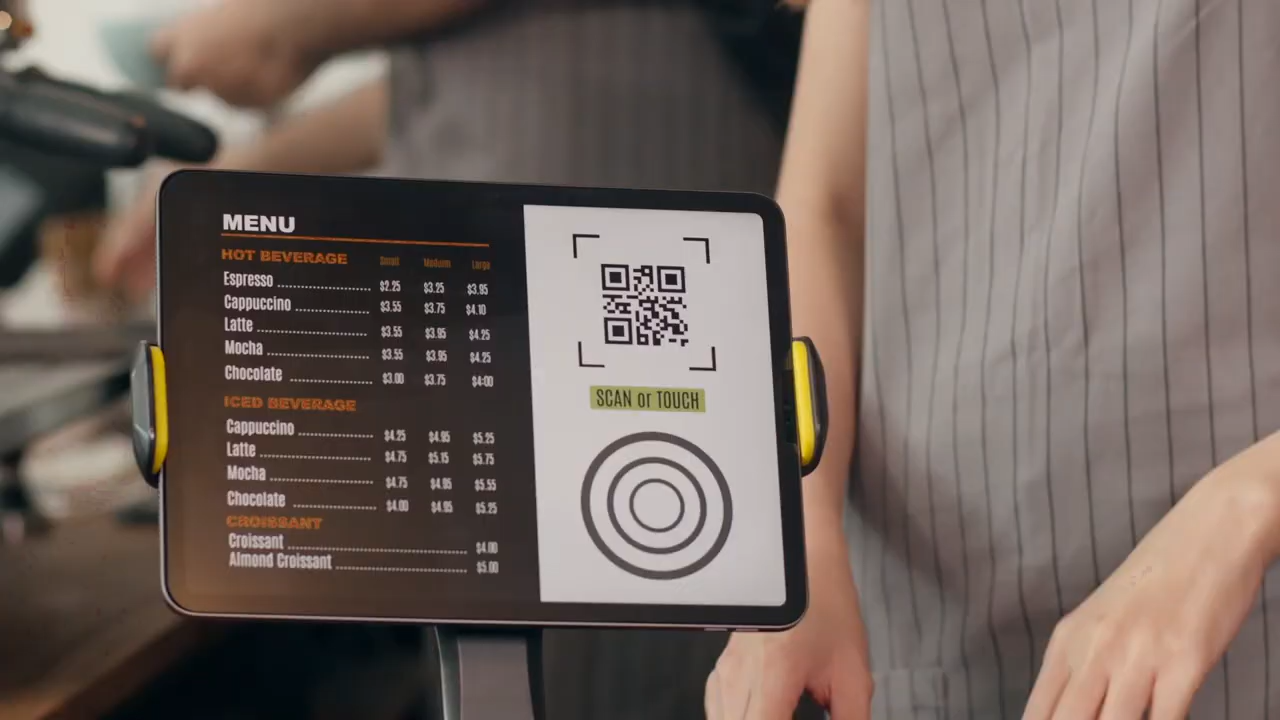 MENU
HOT BEVERAGE Small Medium Large
Espresso ........................ $2.25 $3.25 $3.95
Cappuccino ................... $3.55 $3.75 $4.10
Latte ............................. $3.55 $3.95 $4.25
Mocha .......................... $3.55 $3.95 $4.25
Chocolate ..................... $3.00 $3.75 $4:00
ICED BEVERAGE
Cappuccino ................... $4.25 $4.95 $5.25
Latte ............................. $4.75 $5.15 $5.75
Mocha .......................... $4.75 $4.95 $5.55
Chocolate ..................... $4.00 $4.95 $5.25
CROISSANT
Croissant ............................................. $4.00
Almond Croissant ................................. $5.00
SCAN or TOUCH